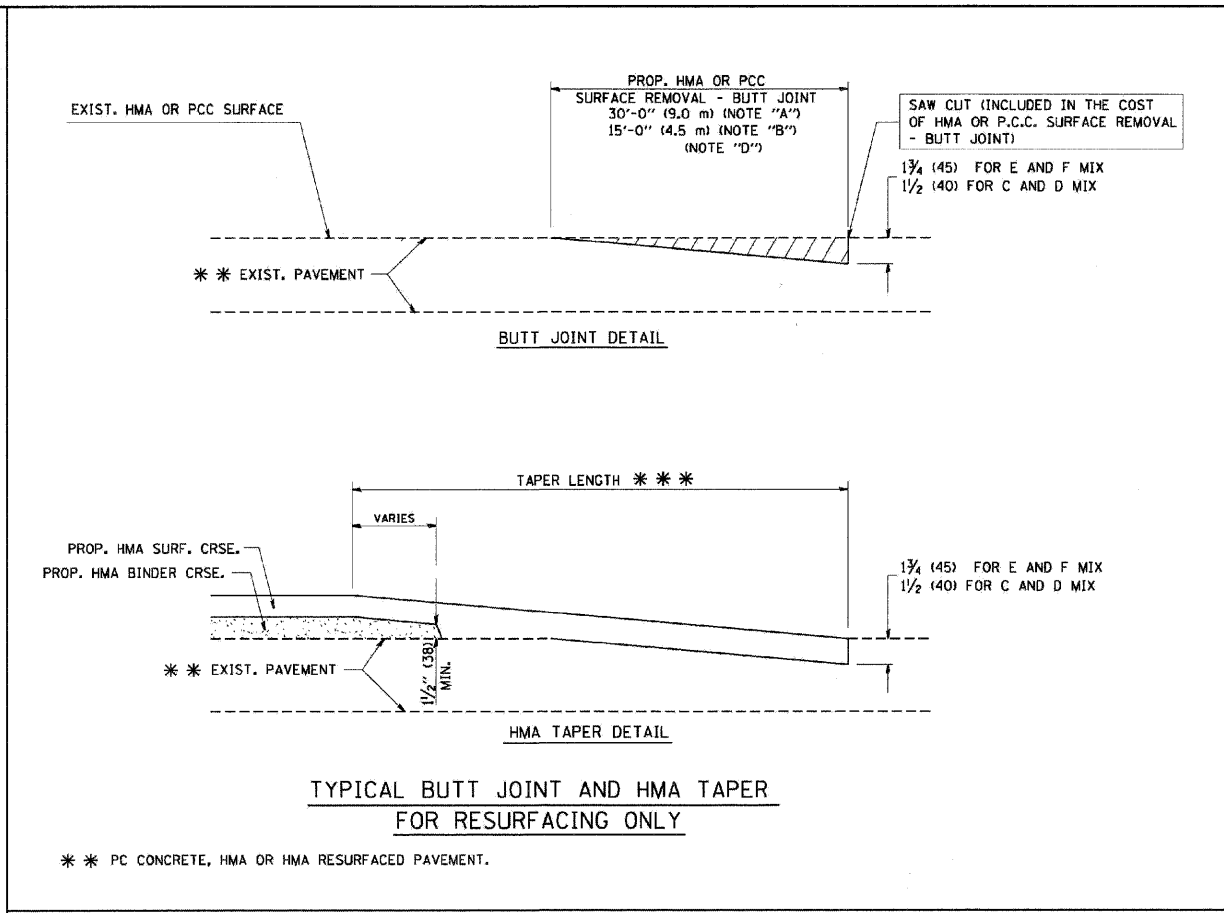 PROP. HMA OR PCC
SURFACE REMOVAL - BUTT JOINT
30'-0" (9.0 m) (NOTE "A")
15'-0" (4.5 m) (NOTE "B")
(NOTE "D")
EXIST. HMA OR PCC SURFACE
SAW CUT (INCLUDED IN THE COST
OF HMA OR P.C.C. SURFACE REMOVAL
- BUTT JOINT)
1¾ (45) FOR E AND F MIX
1½ (40) FOR C AND D MIX
* * EXIST. PAVEMENT
BUTT JOINT DETAIL
TAPER LENGTH * * *
VARIES
PROP. HMA SURF. CRSE.
PROP. HMA BINDER CRSE.
1¾ (45) FOR E AND F MIX
1½ (40) FOR C AND D MIX
* * EXIST. PAVEMENT
1½" (38)
MIN.
HMA TAPER DETAIL
TYPICAL BUTT JOINT AND HMA TAPER
FOR RESURFACING ONLY
* * PC CONCRETE, HMA OR HMA RESURFACED PAVEMENT.